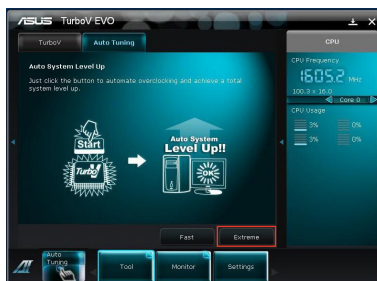 ASUS TurboV EVO
TurboV
Auto Tuning
CPU
Auto System Level Up
Just click the button to automate overclocking and achieve a total
system level up.
CPU Frequency
1605.2 MHz
100.3 x 16.0
Core 0
CPU Usage
3%
0%
3%
0%
Start
Turbo
Auto System
Level Up!!
OK
Fast
Extreme
Auto
Tuning
Tool
Monitor
Settings